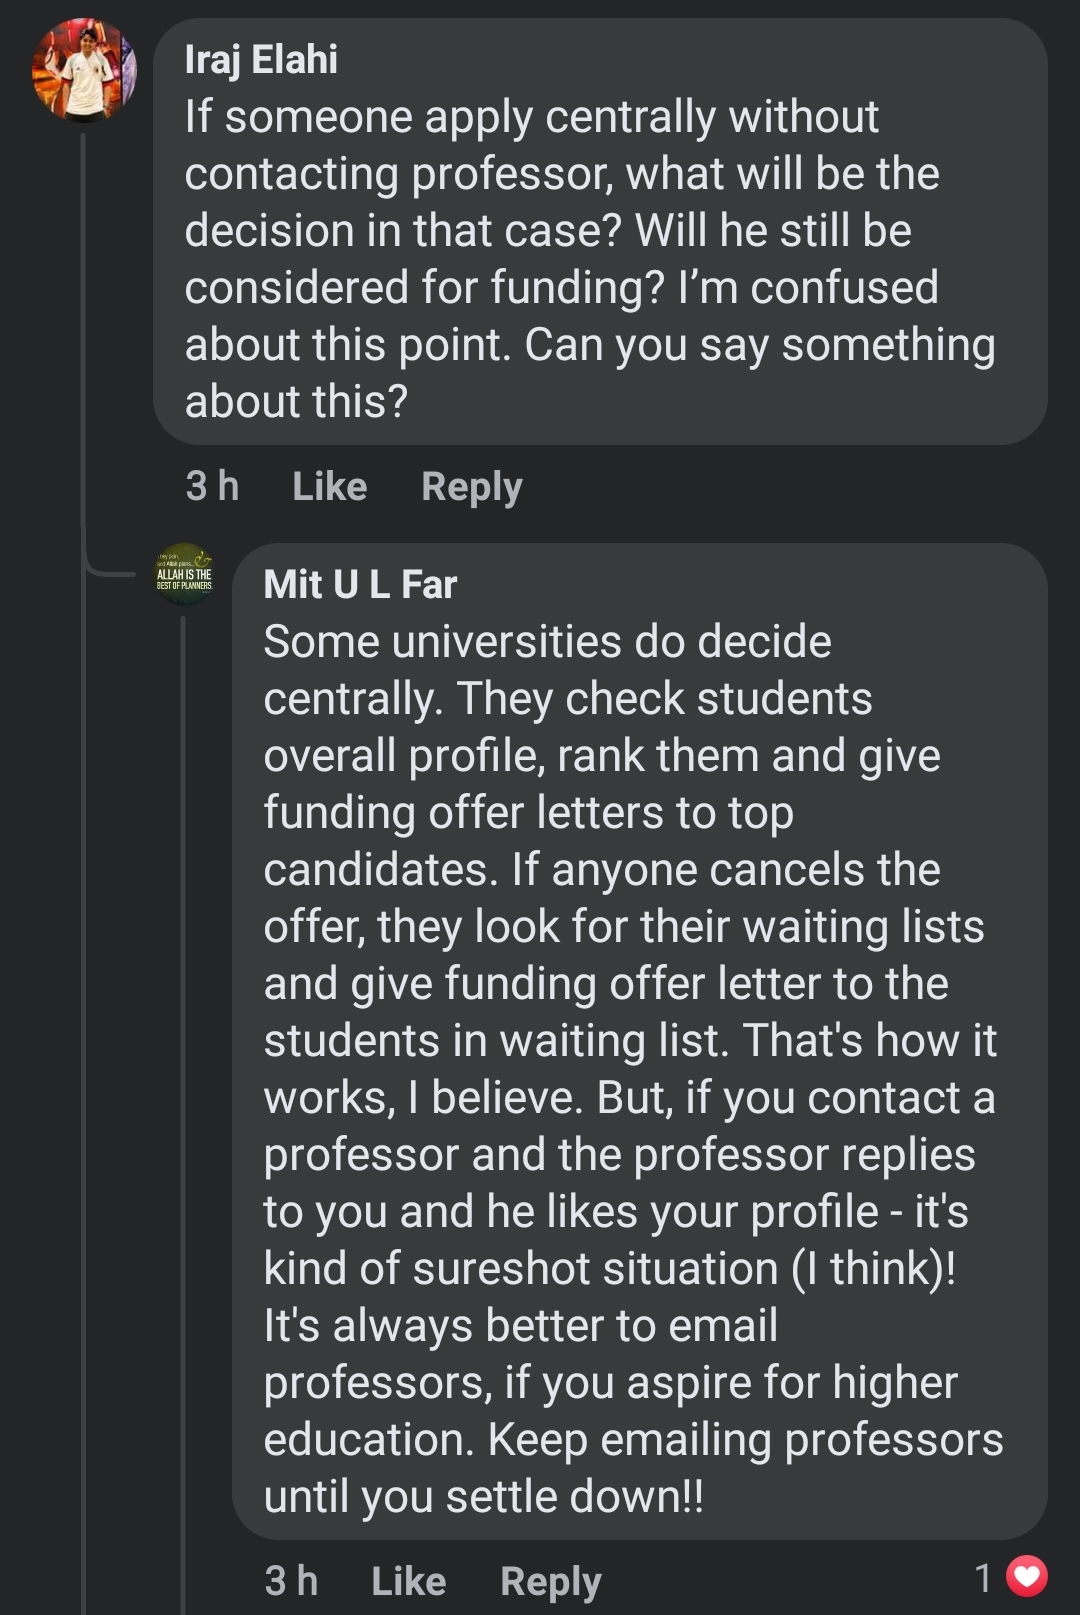 Iraj Elahi
If someone apply centrally without
contacting professor, what will be the
decision in that case? Will he still be
considered for funding? I’m confused
about this point. Can you say something
about this?
3 h Like Reply
they plan,
and Allah plans...
ALLAH IS THE
BEST OF PLANNERS.
Mit U L Far
Some universities do decide
centrally. They check students
overall profile, rank them and give
funding offer letters to top
candidates. If anyone cancels the
offer, they look for their waiting lists
and give funding offer letter to the
students in waiting list. That's how it
works, I believe. But, if you contact a
professor and the professor replies
to you and he likes your profile - it's
kind of sureshot situation (I think)!
It's always better to email
professors, if you aspire for higher
education. Keep emailing professors
until you settle down!!
3 h Like Reply 1